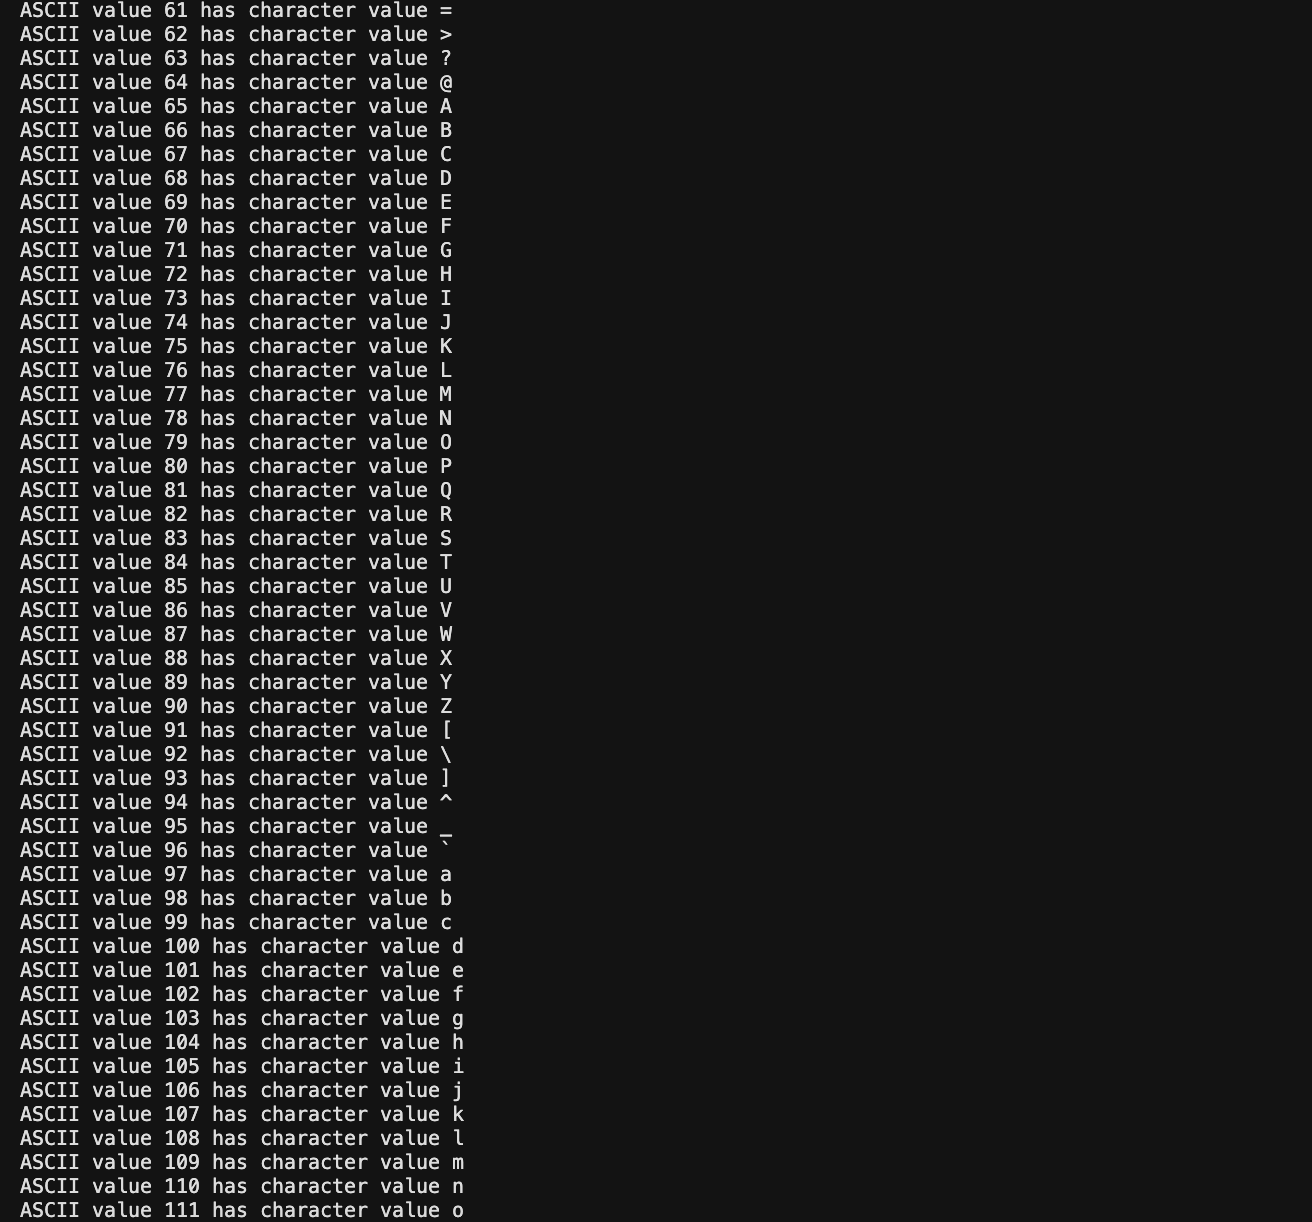 ASCII value 61 has character value =
ASCII value 62 has character value >
ASCII value 63 has character value ?
ASCII value 64 has character value @
ASCII value 65 has character value A
ASCII value 66 has character value B
ASCII value 67 has character value C
ASCII value 68 has character value D
ASCII value 69 has character value E
ASCII value 70 has character value F
ASCII value 71 has character value G
ASCII value 72 has character value H
ASCII value 73 has character value I
ASCII value 74 has character value J
ASCII value 75 has character value K
ASCII value 76 has character value L
ASCII value 77 has character value M
ASCII value 78 has character value N
ASCII value 79 has character value O
ASCII value 80 has character value P
ASCII value 81 has character value Q
ASCII value 82 has character value R
ASCII value 83 has character value S
ASCII value 84 has character value T
ASCII value 85 has character value U
ASCII value 86 has character value V
ASCII value 87 has character value W
ASCII value 88 has character value X
ASCII value 89 has character value Y
ASCII value 90 has character value Z
ASCII value 91 has character value [
ASCII value 92 has character value \
ASCII value 93 has character value ]
ASCII value 94 has character value ^
ASCII value 95 has character value _
ASCII value 96 has character value `
ASCII value 97 has character value a
ASCII value 98 has character value b
ASCII value 99 has character value c
ASCII value 100 has character value d
ASCII value 101 has character value e
ASCII value 102 has character value f
ASCII value 103 has character value g
ASCII value 104 has character value h
ASCII value 105 has character value i
ASCII value 106 has character value j
ASCII value 107 has character value k
ASCII value 108 has character value l
ASCII value 109 has character value m
ASCII value 110 has character value n
ASCII value 111 has character value o